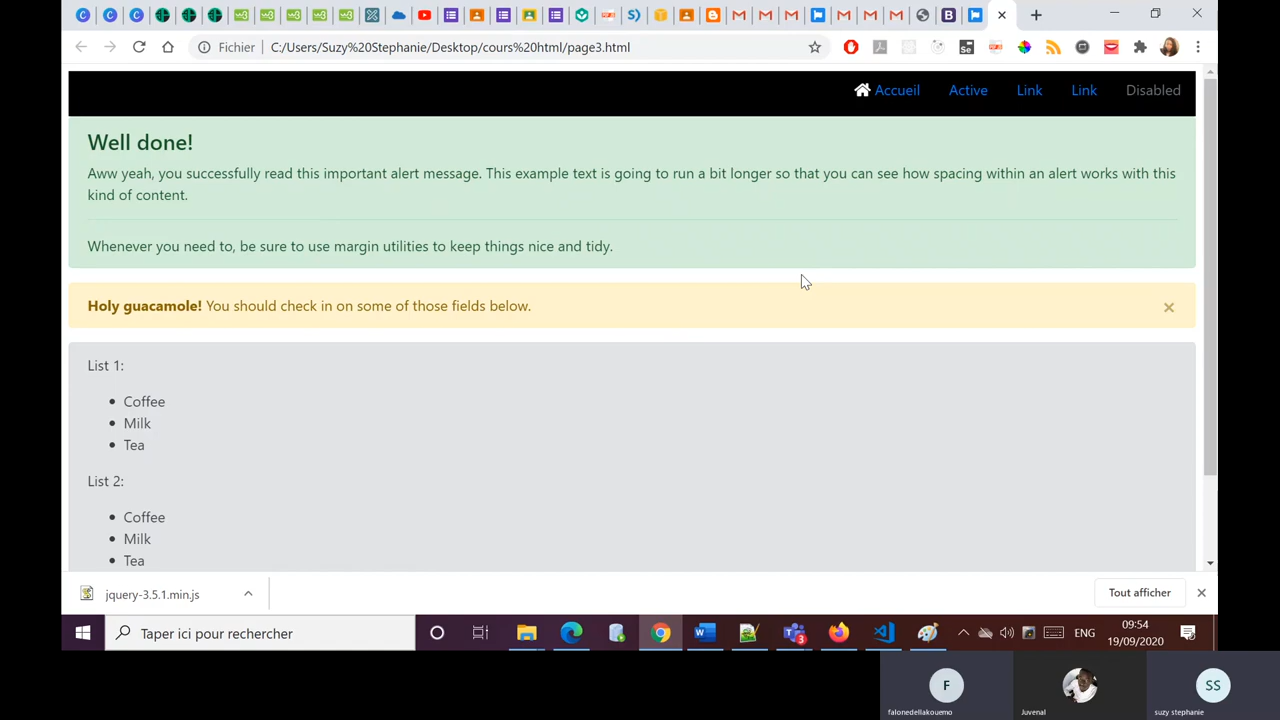 Fichier C:/Users/Suzy%20Stephanie/Desktop/cours%20html/page3.html
Accueil Active Link Link Disabled
Well done!
Aww yeah, you successfully read this important alert message. This example text is going to run a bit longer so that you can see how spacing within an alert works with this
kind of content.
Whenever you need to, be sure to use margin utilities to keep things nice and tidy.
Holy guacamole! You should check in on some of those fields below. ×
List 1:
• Coffee
• Milk
• Tea
List 2:
• Coffee
• Milk
• Tea
jquery-3.5.1.min.js
Tout afficher
Taper ici pour rechercher
ENG
09:54
19/09/2020
F
SS
falonedellakouemo
Juvenal
suzy stephanie